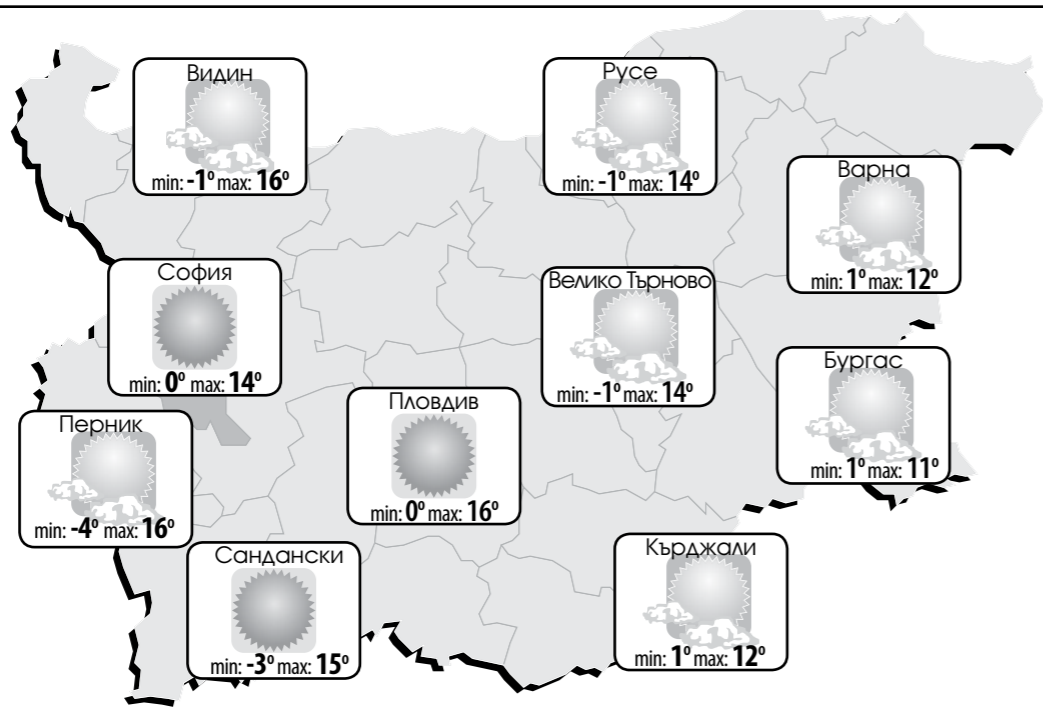 Видин
min: -1° max: 16°
Русе
min: -1° max: 14°
Варна
min: 1° max: 12°
София
min: 0° max: 14°
Велико Търново
min: -1° max: 14°
Бургас
min: 1° max: 11°
Пловдив
min: 0° max: 16°
Перник
min: -4° max: 16°
Сандански
min: -3° max: 15°
Кърджали
min: 1° max: 12°